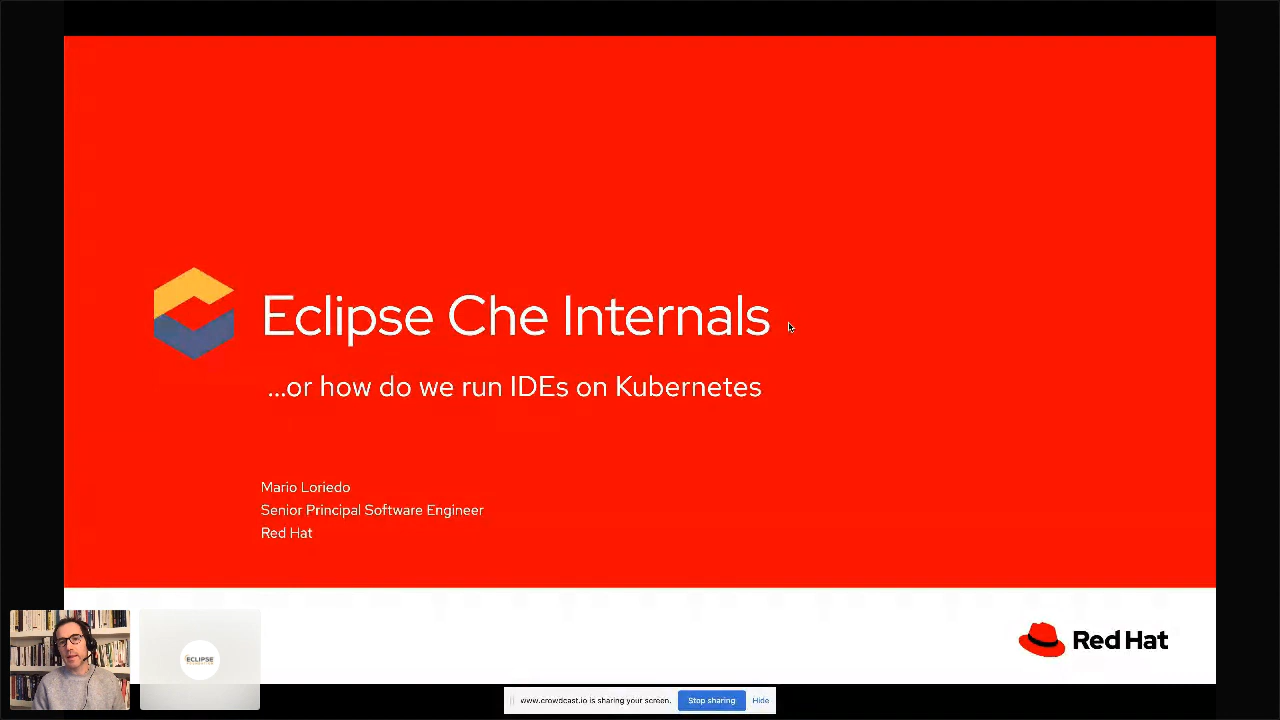 Eclipse Che Internals
...or how do we run IDEs on Kubernetes
Mario Loriedo
Senior Principal Software Engineer
Red Hat
ECLIPSE
Red Hat
www.crowdcast.io is sharing your screen.
Stop sharing
Hide